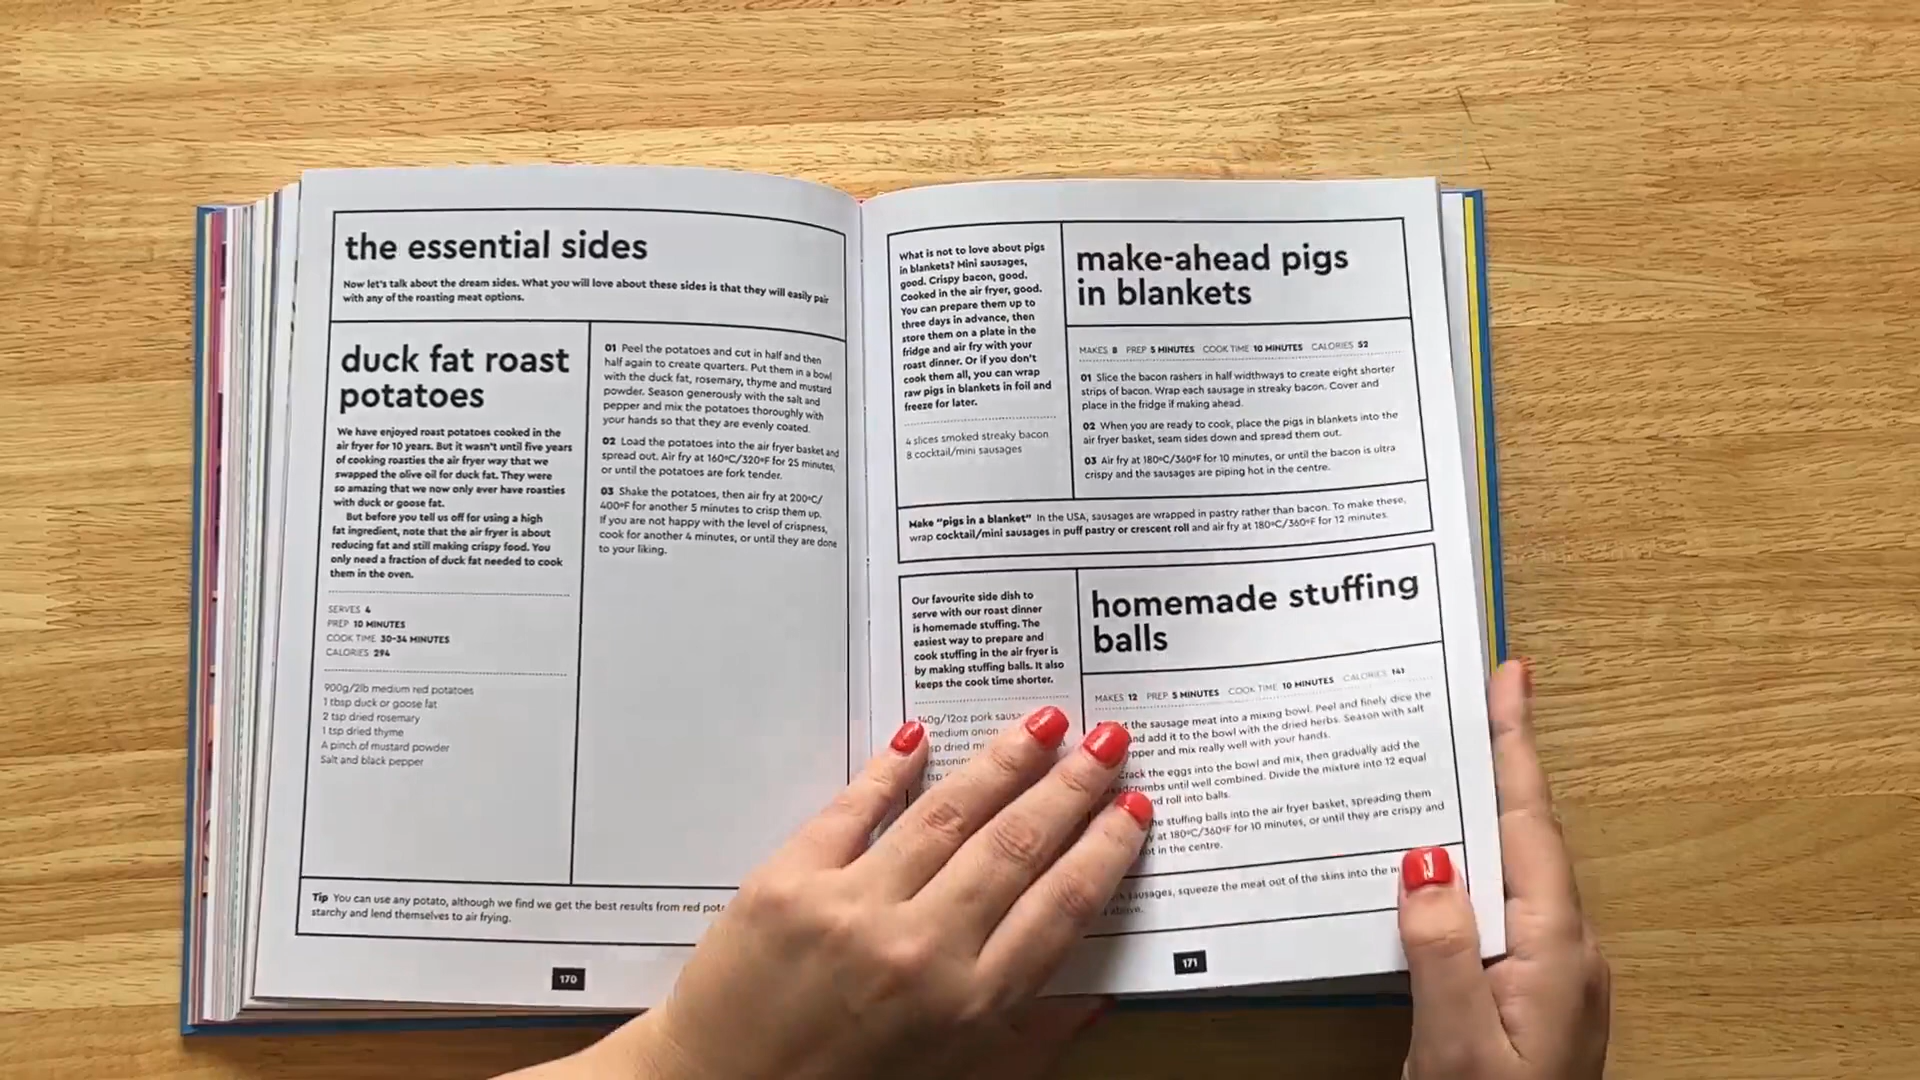 the essential sides
Now let's talk about the dream sides. What you will love about these sides is that they will easily pair
with any of the roasting meat options.
duck fat roast
potatoes
We have enjoyed roast potatoes cooked in the
air fryer for 10 years. But it wasn't until five years
of cooking roasties the air fryer way that we
swapped the olive oil for duck fat. They were
so amazing that we now only ever have roasties
with duck or goose fat.
But before you tell us off for using a high
fat ingredient, note that the air fryer is about
reducing fat and still making crispy food. You
only need a fraction of duck fat needed to cook
them in the oven.
SERVES 4
PREP 10 MINUTES
COOK TIME 30-34 MINUTES
CALORIES 294
900g/2lb medium red potatoes
1 tbsp duck or goose fat
2 tsp dried rosemary
1 tsp dried thyme
A pinch of mustard powder
Salt and black pepper
01 Peel the potatoes and cut in half and then
half again to create quarters. Put them in a bowl
with the duck fat, rosemary, thyme and mustard
powder. Season generously with the salt and
pepper and mix the potatoes thoroughly with
your hands so that they are evenly coated.
02 Load the potatoes into the air fryer basket and
spread out. Air fry at 160ºC/320ºF for 25 minutes,
or until the potatoes are fork tender.
03 Shake the potatoes, then air fry at 200ºC/
400ºF for another 5 minutes to crisp them up.
If you are not happy with the level of crispness,
cook for another 4 minutes, or until they are done
to your liking.
Tip You can use any potato, although we find we get the best results from red
starchy and lend themselves to air frying.
170
What is not to love about pigs
in blankets? Mini sausages,
good. Crispy bacon, good.
Cooked in the air fryer, good.
You can prepare them up to
three days in advance, then
store them on a plate in the
fridge and air fry with your
roast dinner. Or if you don't
cook them all, you can wrap
raw pigs in blankets in foil and
freeze for later.
4 slices smoked streaky bacon
8 cocktail/mini sausages
make-ahead pigs
in blankets
MAKES 8 PREP 5 MINUTES COOK TIME 10 MINUTES CALORIES 52
01 Slice the bacon rashers in half widthways to create eight shorter
strips of bacon. Wrap each sausage in streaky bacon. Cover and
place in the fridge if making ahead.
02 When you are ready to cook, place the pigs in blankets into the
air fryer basket, seam sides down and spread them out.
03 Air fry at 180ºC/360ºF for 10 minutes, or until the bacon is ultra
crispy and the sausages are piping hot in the centre.
Make "pigs in a blanket" In the USA, sausages are wrapped in pastry rather than bacon. To make these,
wrap cocktail/mini sausages in puff pastry or crescent roll and air fry at 180ºC/360ºF for 12 minutes.
Our favourite side dish to
serve with our roast dinner
is homemade stuffing. The
easiest way to prepare and
cook stuffing in the air fryer is
by making stuffing balls. It also
keeps the cook time shorter.
pork
medium onion
dried
homemade stuffing
balls
MAKES 12 PREP 5 MINUTES COOK TIME 10 MINUTES CALORIES 141
the sausage meat into a mixing bowl. Peel and finely dice the
and add it to the bowl with the dried herbs. Season with salt
and mix really well with your hands.
Crack the eggs into the bowl and mix, then gradually add the
until well combined. Divide the mixture into 12 equal
and roll into balls.
the stuffing balls into the air fryer basket, spreading them
at 180ºC/360ºF for 10 minutes, or until they are crispy and
in the centre.
sausages, squeeze the meat out of the skins into the
above.
171